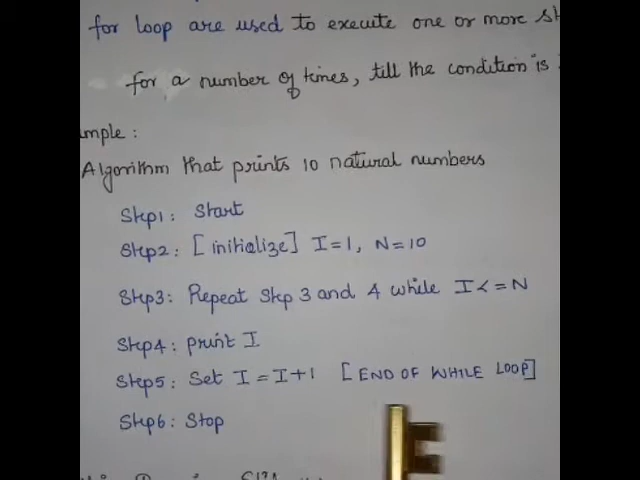 for loop are used to execute one or more
for a number of times, till the condition is
Algorithm that prints 10 natural numbers
Step1: Start
Step2: [initialize] I=1, N=10
Step3: Repeat Step 3 and 4 while I<=N
Step4: print I
Step5: Set I=I+1 [END OF WHILE LOOP]
Step6: Stop